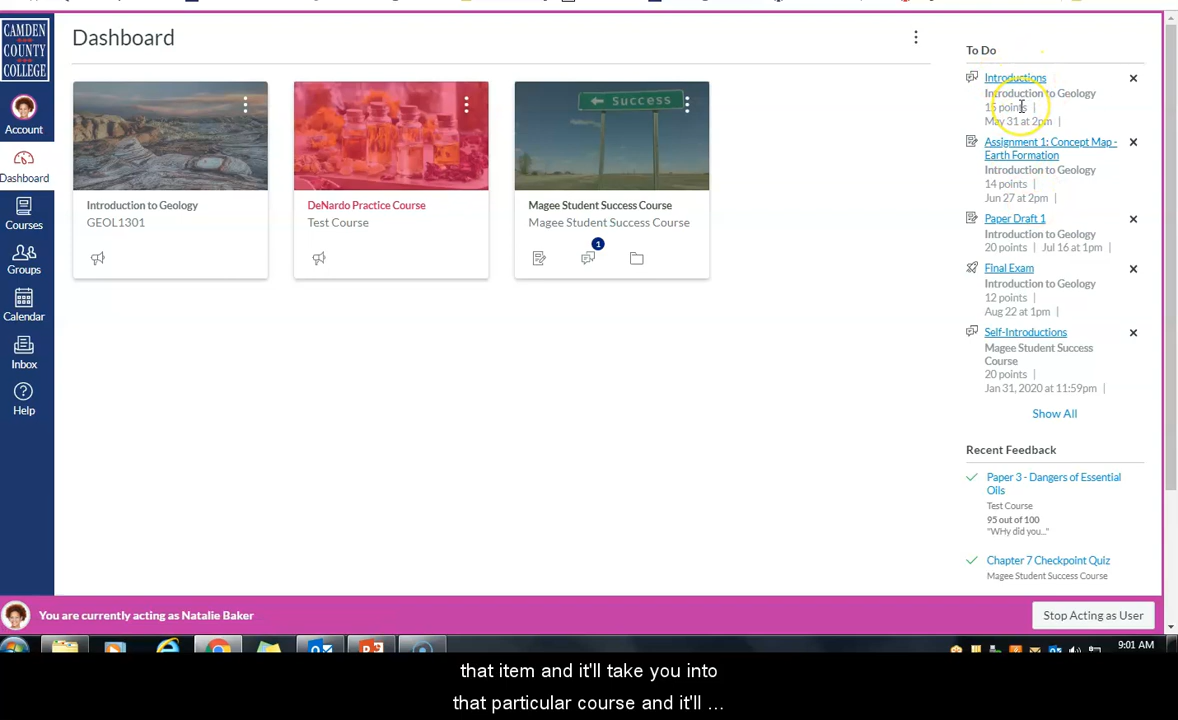 CAMDEN
COUNTY
COLLEGE
Account
Dashboard
Courses
Groups
Calendar
Inbox
Help
Dashboard
Introduction to Geology
GEOL1301
DeNardo Practice Course
Test Course
Success
Magee Student Success Course
Magee Student Success Course
1
To Do
Introductions
Introduction to Geology
15 points |
May 31 at 2pm |
Assignment 1: Concept Map -
Earth Formation
Introduction to Geology
14 points |
Jun 27 at 2pm |
Paper Draft 1
Introduction to Geology
20 points | Jul 16 at 1pm |
FInal Exam
Introduction to Geology
12 points |
Aug 22 at 1pm |
Self-Introductions
Magee Student Success
Course
20 points |
Jan 31, 2020 at 11:59pm |
Show All
Recent Feedback
Paper 3 - Dangers of Essential
Oils
Test Course
95 out of 100
"WHy did you..."
Chapter 7 Checkpoint Quiz
Magee Student Success Course
You are currently acting as Natalie Baker
Stop Acting as User
9:01 AM
that item and it'll take you into
that particular course and it'll ...